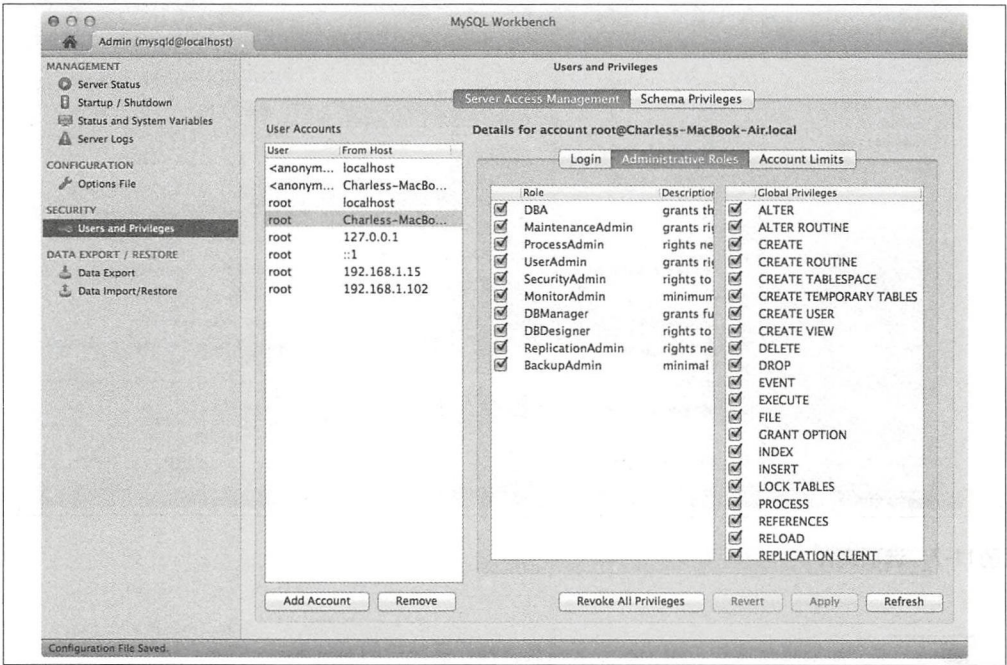 MySQL Workbench
Admin (mysqld@localhost)
MANAGEMENT
Server Status
Startup / Shutdown
Status and System Variables
Server Logs
CONFIGURATION
Options File
SECURITY
Users and Privileges
DATA EXPORT / RESTORE
Data Export
Data Import/Restore
Users and Privileges
Server Access Management Schema Privileges
User Accounts
User From Host
<anonym... localhost
<anonym... Charless-MacBo...
root localhost
root Charless-MacBo...
root 127.0.0.1
root ::1
root 192.168.1.15
root 192.168.1.102
Add Account Remove
Details for account root@Charless-MacBook-Air.local
Login Administrative Roles Account Limits
Role Description
DBA grants th
MaintenanceAdmin grants rig
ProcessAdmin rights ne
UserAdmin grants rig
SecurityAdmin rights to
MonitorAdmin minimum
DBManager grants fu
DBDesigner rights to
ReplicationAdmin rights ne
BackupAdmin minimal
Global Privileges
ALTER
ALTER ROUTINE
CREATE
CREATE ROUTINE
CREATE TABLESPACE
CREATE TEMPORARY TABLES
CREATE USER
CREATE VIEW
DELETE
DROP
EVENT
EXECUTE
FILE
GRANT OPTION
INDEX
INSERT
LOCK TABLES
PROCESS
REFERENCES
RELOAD
REPLICATION CLIENT
Revoke All Privileges Revert Apply Refresh
Configuration File Saved.